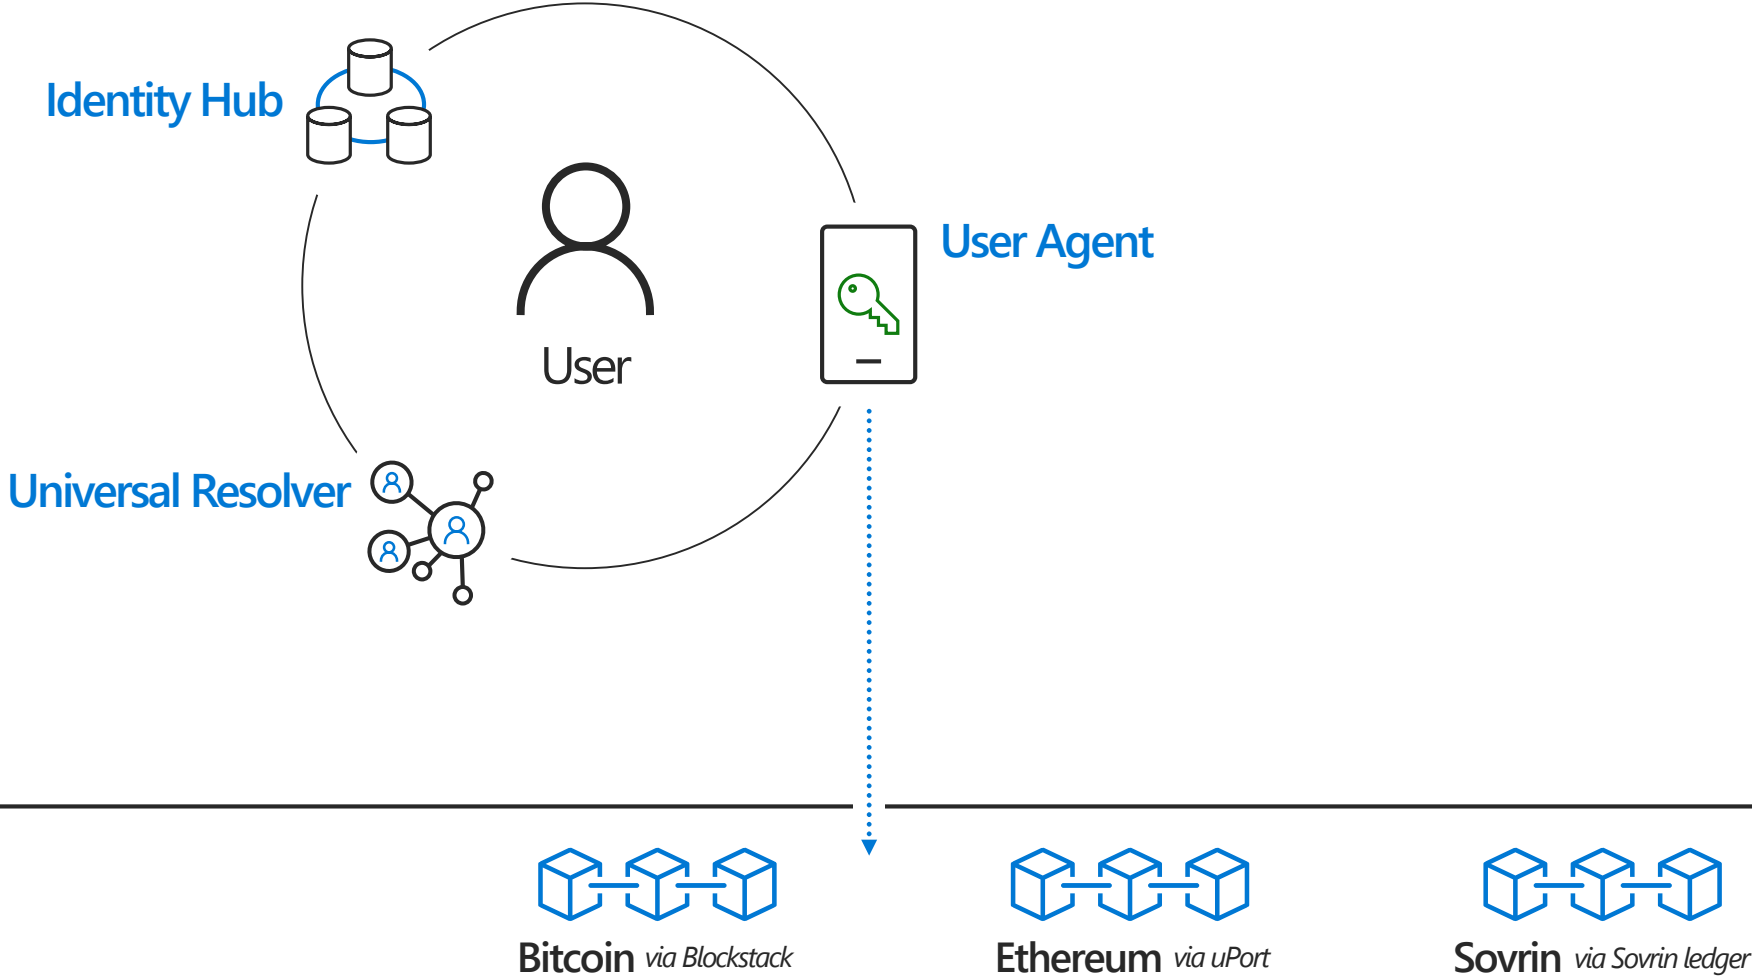 Identity Hub
User Agent
User
Universal Resolver
Bitcoin via Blockstack
Ethereum via uPort
Sovrin via Sovrin ledger